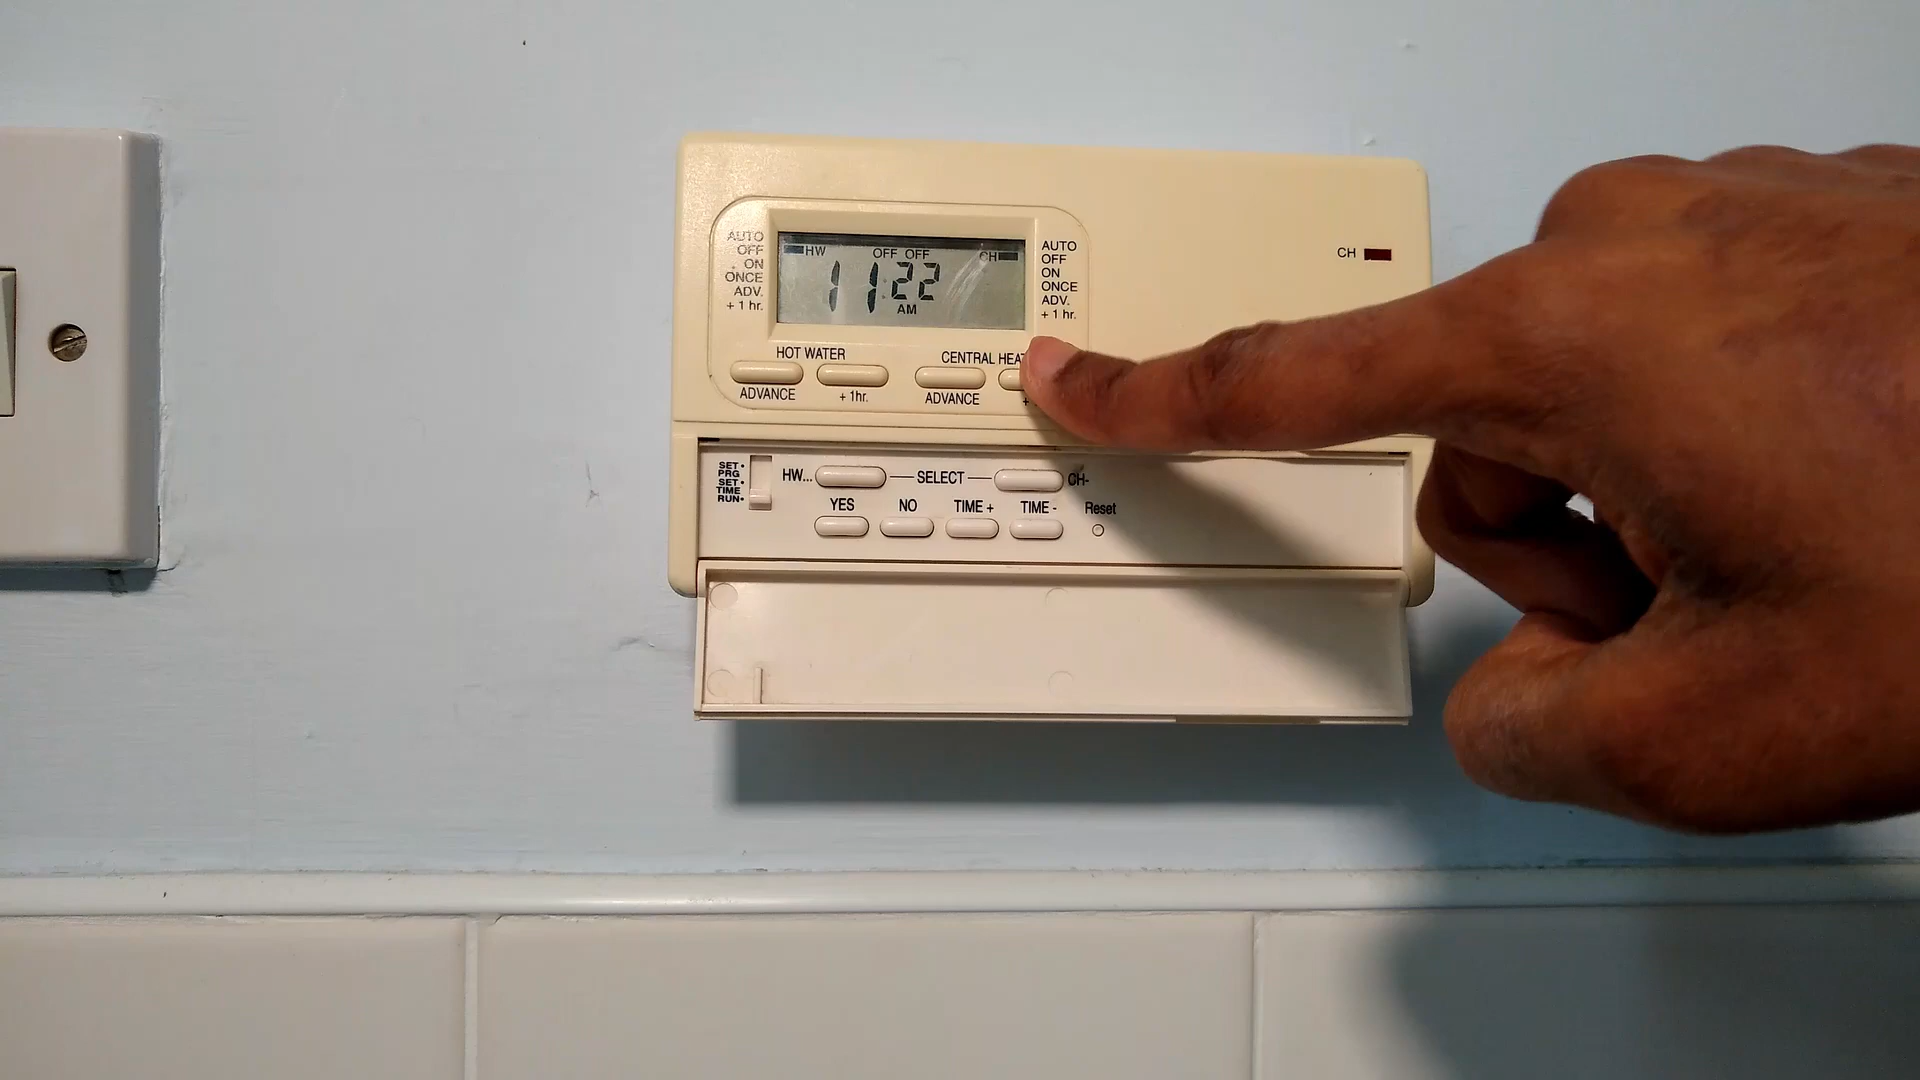 AUTO
OFF
ON
ONCE
ADV.
+ 1 hr.
HW OFF OFF CH
11:22
AM
AUTO
OFF
ON
ONCE
ADV.
+ 1 hr.
CH
HOT WATER
ADVANCE + 1hr.
CENTRAL
ADVANCE +
SET
PRG
SET
TIME
RUN
HW... SELECT CH-
YES NO TIME + TIME - Reset